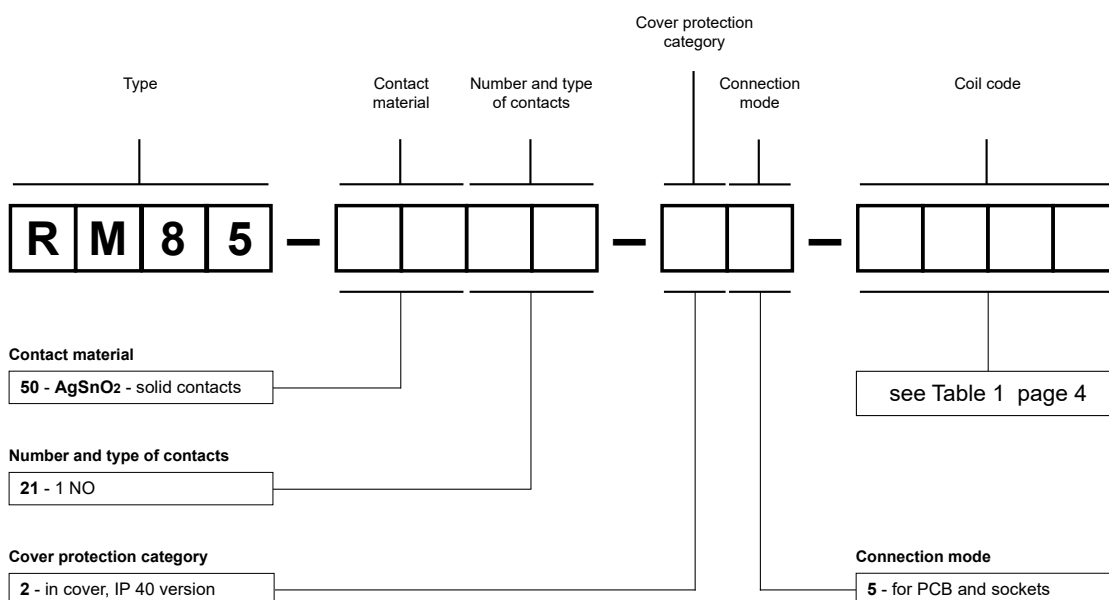 Cover protection
category
Type
Contact
material
Number and type
of contacts
Connection
mode
Coil code
R M 8 5 – – –
Contact material
50 - AgSnO2 - solid contacts
see Table 1 page 4
Number and type of contacts
21 - 1 NO
Cover protection category
2 - in cover, IP 40 version
Connection mode
5 - for PCB and sockets